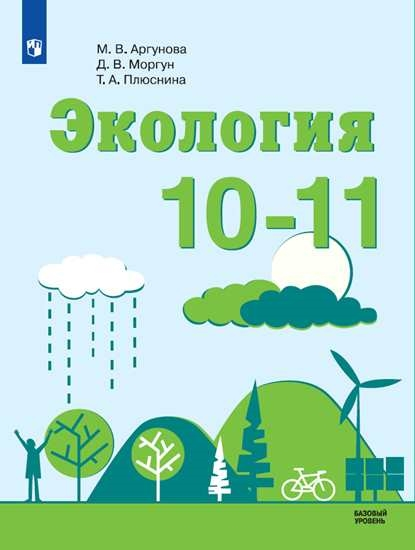 М. В. Аргунова
Д. В. Моргун
Т. А. Плюснина
Экология
10-11
БАЗОВЫЙ
УРОВЕНЬ